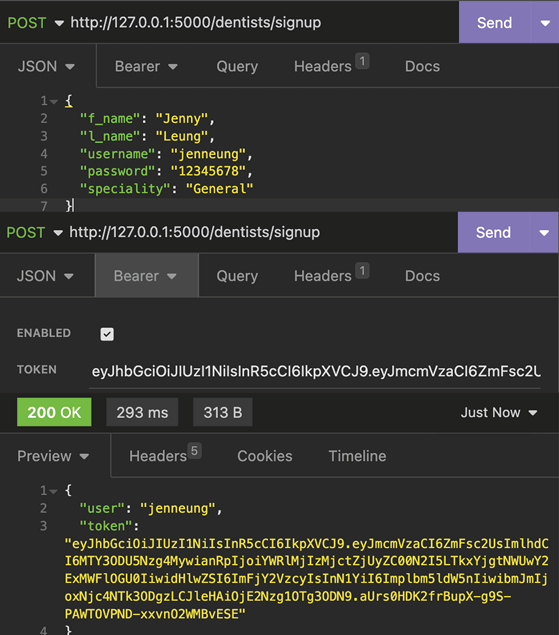 POST http://127.0.0.1:5000/dentists/signup Send
JSON Bearer Query Headers 1 Docs
1 {
2 "f_name": "Jenny",
3 "l_name": "Leung",
4 "username": "jenneung",
5 "password": "12345678",
6 "speciality": "General"
7 }
POST http://127.0.0.1:5000/dentists/signup Send
JSON Bearer Query Headers 1 Docs
ENABLED
TOKEN eyJhbGciOiJIUzI1NiIsInR5cCI6IkpXVCJ9.eyJmcmVzaCI6ZmFsc2U
200 OK 293 ms 313 B Just Now
Preview Headers 5 Cookies Timeline
1 {
2 "user": "jenneung",
3 "token":
"eyJhbGciOiJIUzI1NiIsInR5cCI6IkpXVCJ9.eyJmcmVzaCI6ZmFsc2UsImlhdC
I6MTY3ODU5Nzg4MywianRpIjoiYWRlMjIzMjctZjUyZC00N2I5LTkxYjgtNWUwY2
ExMWFlOGU0IiwidHlwZSI6ImFjY2VzcyIsInN1YiI6Implbm5ldW5nIiwibmJmIj
oxNjc4NTk3ODgzLCJleHAiOjE2Nzg1OTg3ODN9.aUrs0HDK2frBupX-g9S-
PAWTOVPND-xxvnO2WMBvESE"
4 }